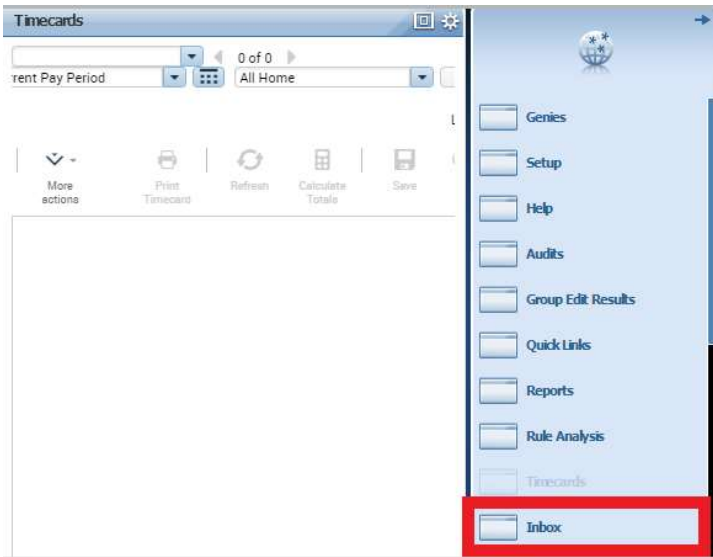 Timecards
0 of 0
rrent Pay Period
All Home
L
More
actions
Print
Timecard
Refresh
Calculate
Totals
Save
Genies
Setup
Help
Audits
Group Edit Results
Quick Links
Reports
Rule Analysis
Timecards
Inbox